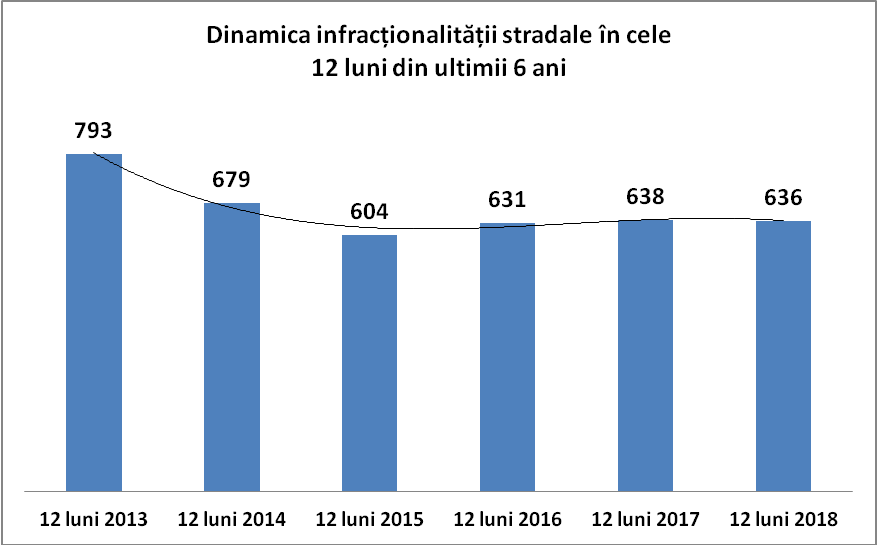 Dinamica infracționalității stradale în cele
12 luni din ultimii 6 ani
793
679
604
631
638
636
12 luni 2013
12 luni 2014
12 luni 2015
12 luni 2016
12 luni 2017
12 luni 2018